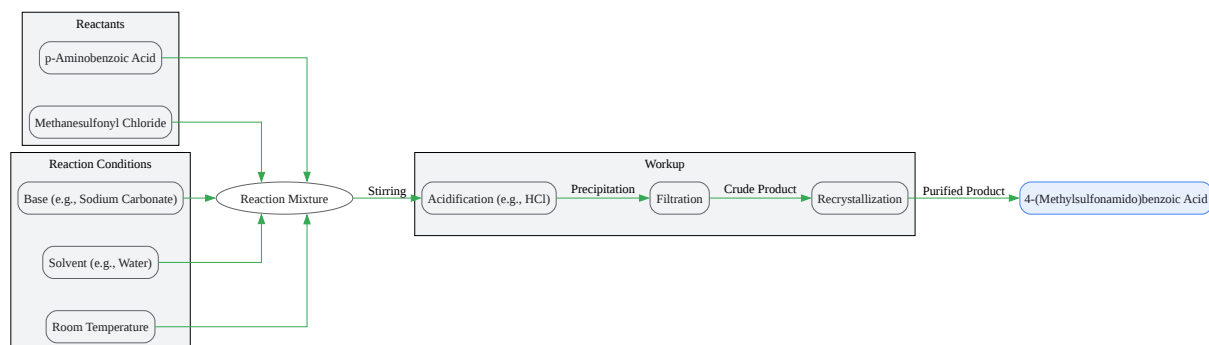 Reactants
p-Aminobenzoic Acid
Methanesulfonyl Chloride
Reaction Conditions
Base (e.g., Sodium Carbonate)
Solvent (e.g., Water)
Room Temperature
Reaction Mixture
Stirring
Workup
Acidification (e.g., HCl)
Precipitation
Filtration
Crude Product
Recrystallization
Purified Product
4-(Methylsulfonamido)benzoic Acid